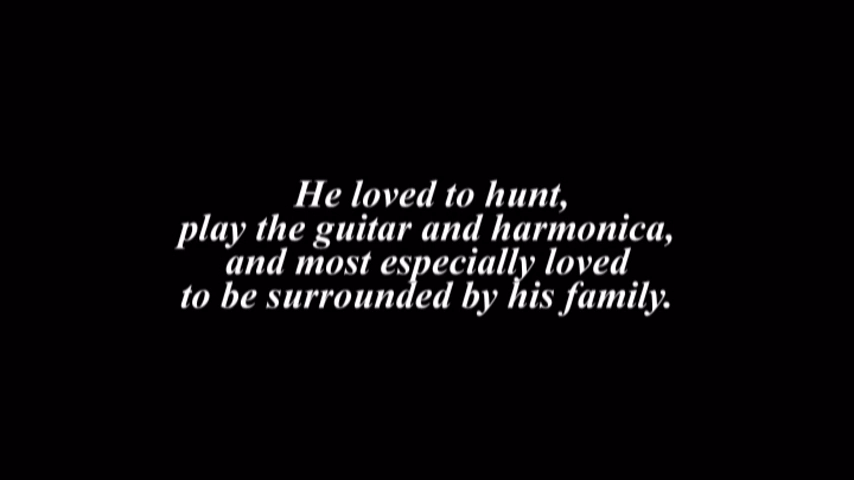 He loved to hunt,
play the guitar and harmonica,
and most especially loved
to be surrounded by his family.